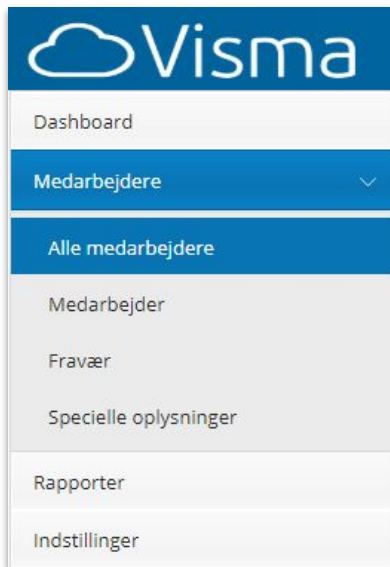 Visma
Dashboard
Medarbejdere
Alle medarbejdere
Medarbejder
Fravær
Specielle oplysninger
Rapporter
Indstillinger